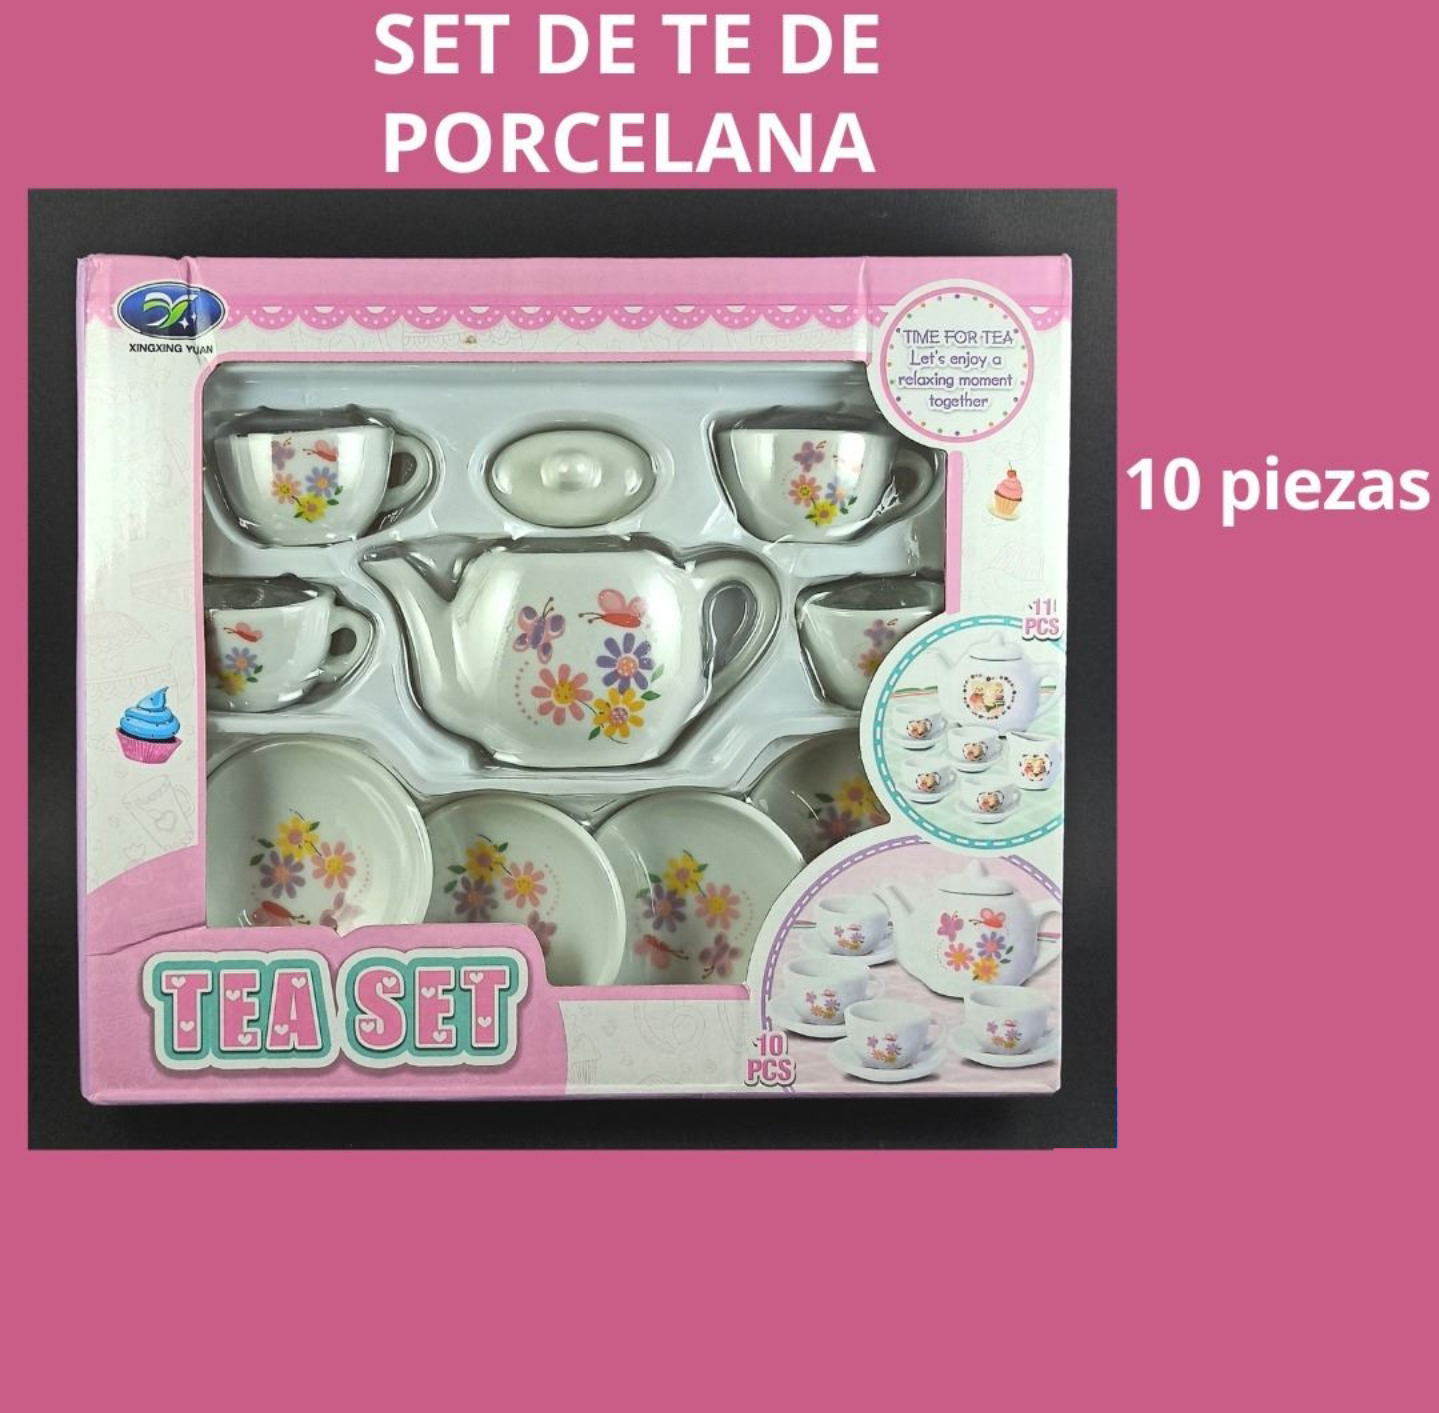 SET DE TE DE
PORCELANA
XINGXING YUAN
"TIME FOR TEA"
Let's enjoy a
relaxing moment
together
10 piezas
11
PCS
TEA SET
10
PCS